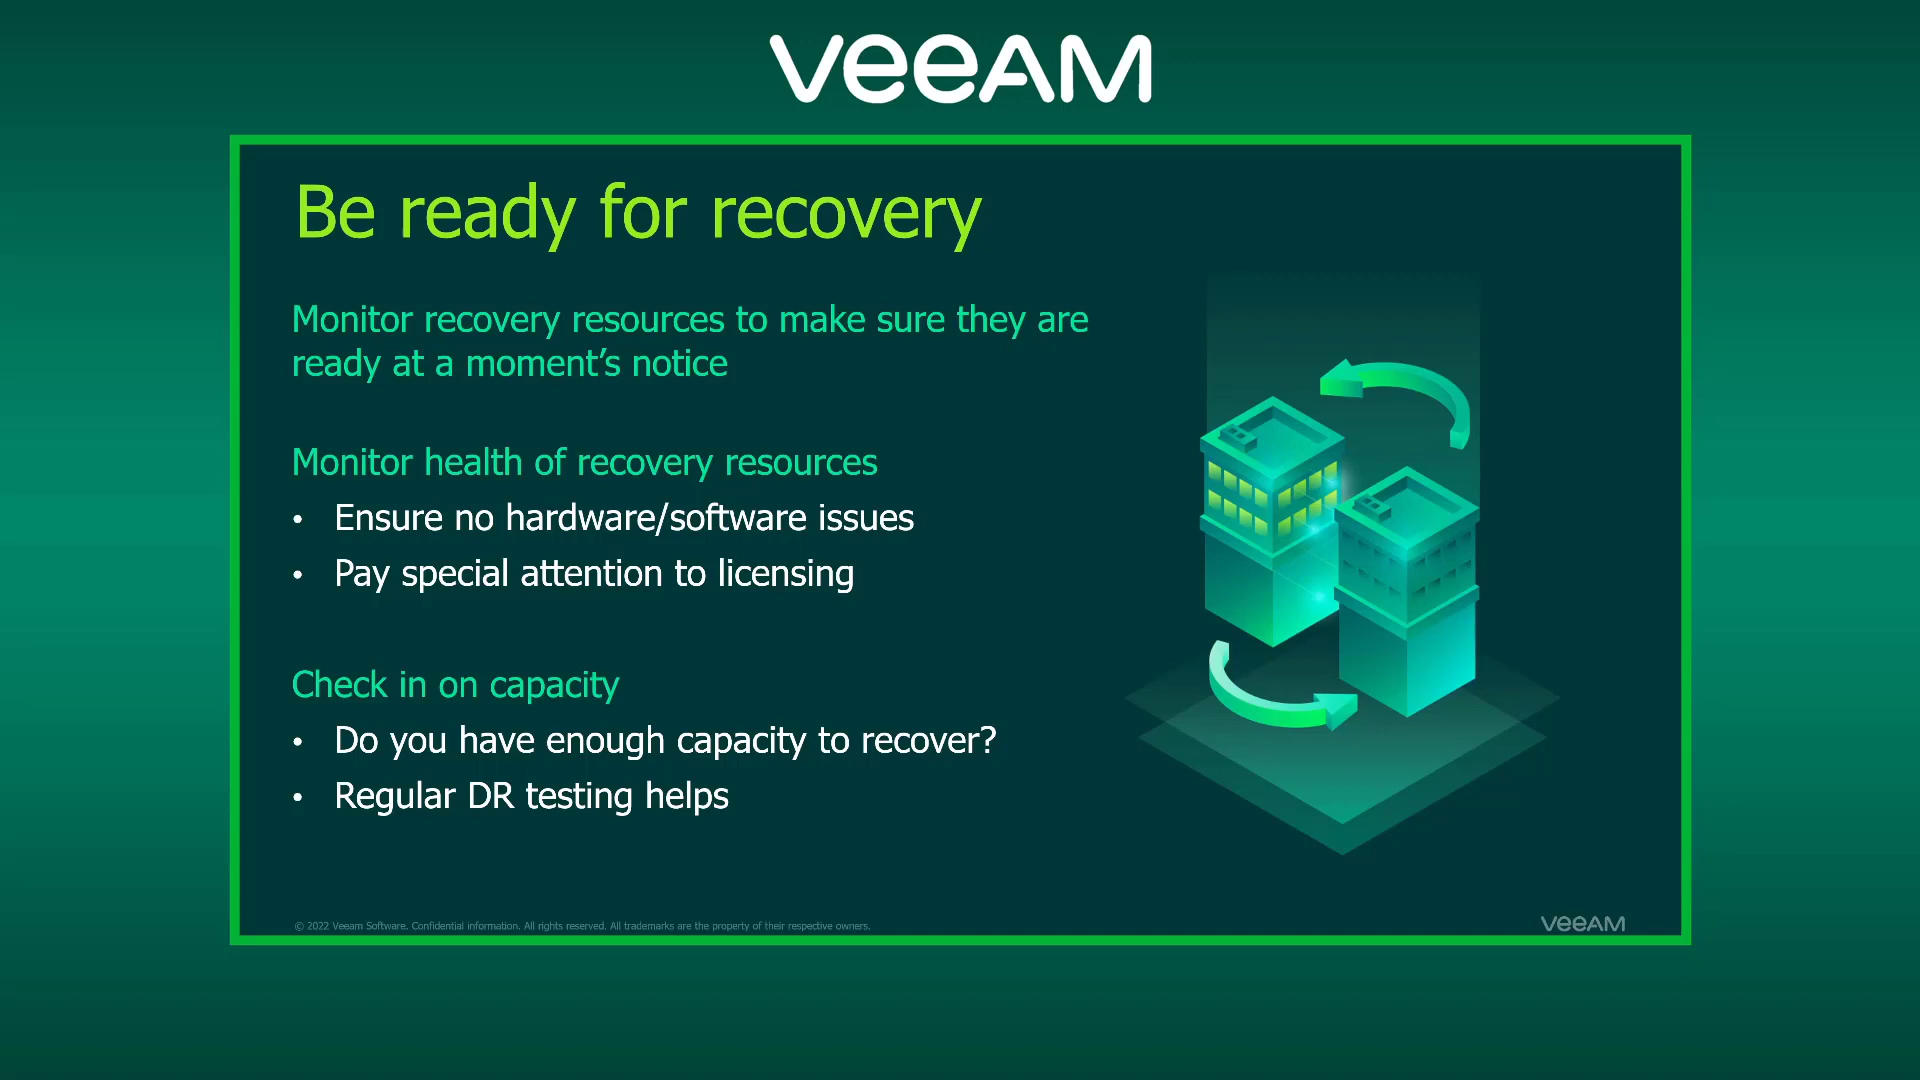 veeAM
Be ready for recovery
Monitor recovery resources to make sure they are
ready at a moment’s notice
Monitor health of recovery resources
• Ensure no hardware/software issues
• Pay special attention to licensing
Check in on capacity
• Do you have enough capacity to recover?
• Regular DR testing helps
© 2022 Veeam Software. Confidential information. All rights reserved. All trademarks are the property of their respective owners.
veeAM